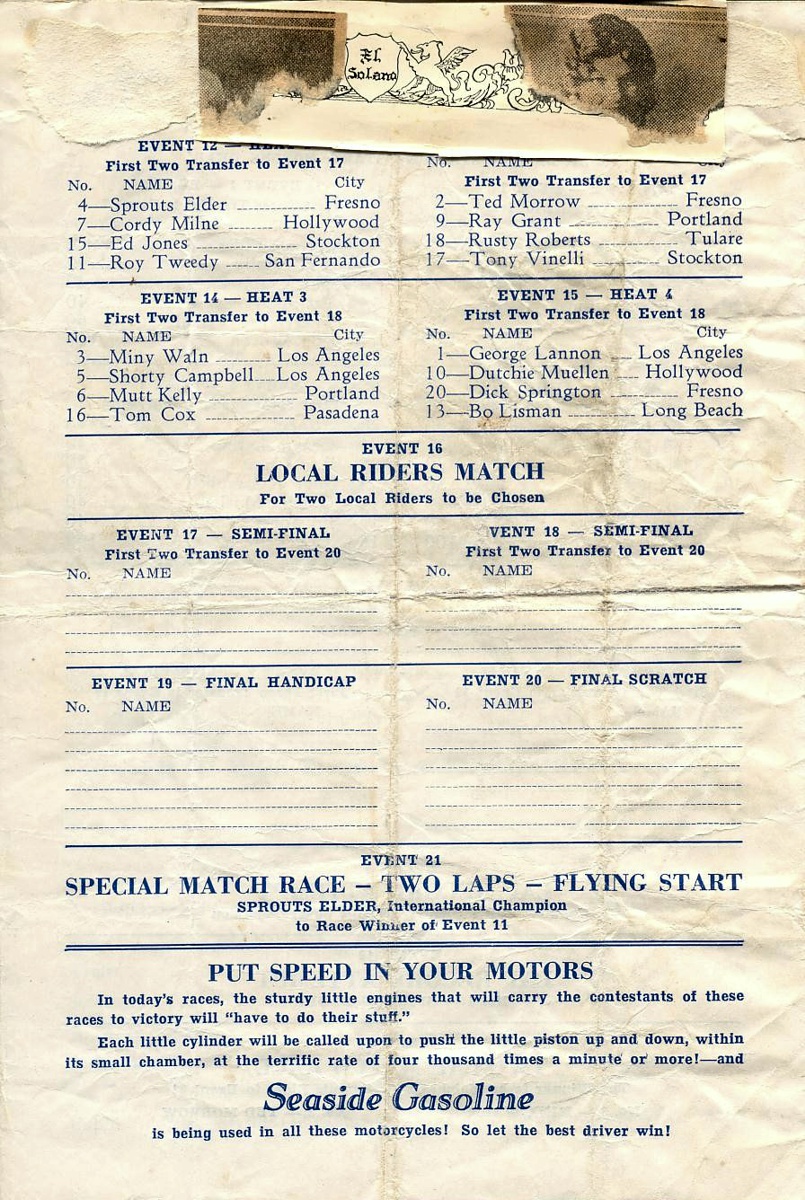 El
Solano
EVENT 12 — HEAT
First Two Transfer to Event 17
No. NAME City
4—Sprouts Elder Fresno
7—Cordy Milne Hollywood
15—Ed Jones Stockton
11—Roy Tweedy San Fernando
No. NAME
First Two Transfer to Event 17
2—Ted Morrow Fresno
9—Ray Grant Portland
18—Rusty Roberts Tulare
17—Tony Vinelli Stockton
EVENT 14 — HEAT 3
First Two Transfer to Event 18
No. NAME City
3—Miny Waln Los Angeles
5—Shorty Campbell Los Angeles
6—Mutt Kelly Portland
16—Tom Cox Pasadena
EVENT 15 — HEAT 4
First Two Transfer to Event 18
No. NAME City
1—George Lannon Los Angeles
10—Dutchie Muellen Hollywood
20—Dick Springton Fresno
13—Bo Lisman Long Beach
EVENT 16
LOCAL RIDERS MATCH
For Two Local Riders to be Chosen
EVENT 17 — SEMI-FINAL
First Two Transfer to Event 20
No. NAME
VENT 18 — SEMI-FINAL
First Two Transfer to Event 20
No. NAME
EVENT 19 — FINAL HANDICAP
No. NAME
EVENT 20 — FINAL SCRATCH
No. NAME
EVENT 21
SPECIAL MATCH RACE – TWO LAPS – FLYING START
SPROUTS ELDER, International Champion
to Race Winner of Event 11
PUT SPEED IN YOUR MOTORS
In today's races, the sturdy little engines that will carry the contestants of these
races to victory will "have to do their stuff."
Each little cylinder will be called upon to push the little piston up and down, within
its small chamber, at the terrific rate of four thousand times a minute or more!—and
Seaside Gasoline
is being used in all these motorcycles! So let the best driver win!